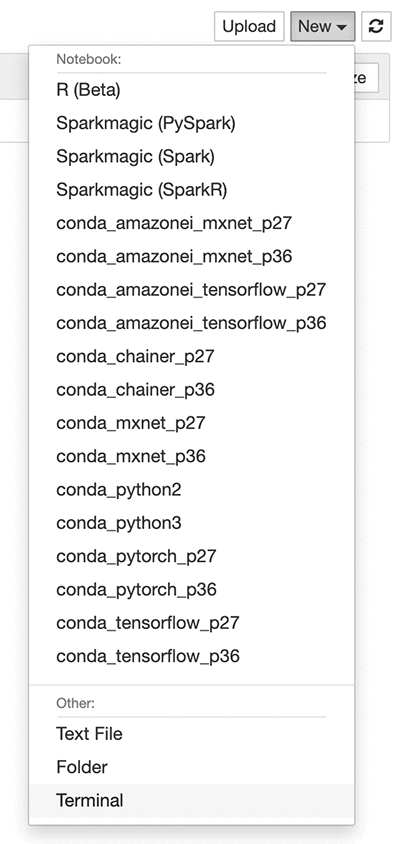 Upload New
ze
Notebook:
R (Beta)
Sparkmagic (PySpark)
Sparkmagic (Spark)
Sparkmagic (SparkR)
conda_amazonei_mxnet_p27
conda_amazonei_mxnet_p36
conda_amazonei_tensorflow_p27
conda_amazonei_tensorflow_p36
conda_chainer_p27
conda_chainer_p36
conda_mxnet_p27
conda_mxnet_p36
conda_python2
conda_python3
conda_pytorch_p27
conda_pytorch_p36
conda_tensorflow_p27
conda_tensorflow_p36
Other:
Text File
Folder
Terminal